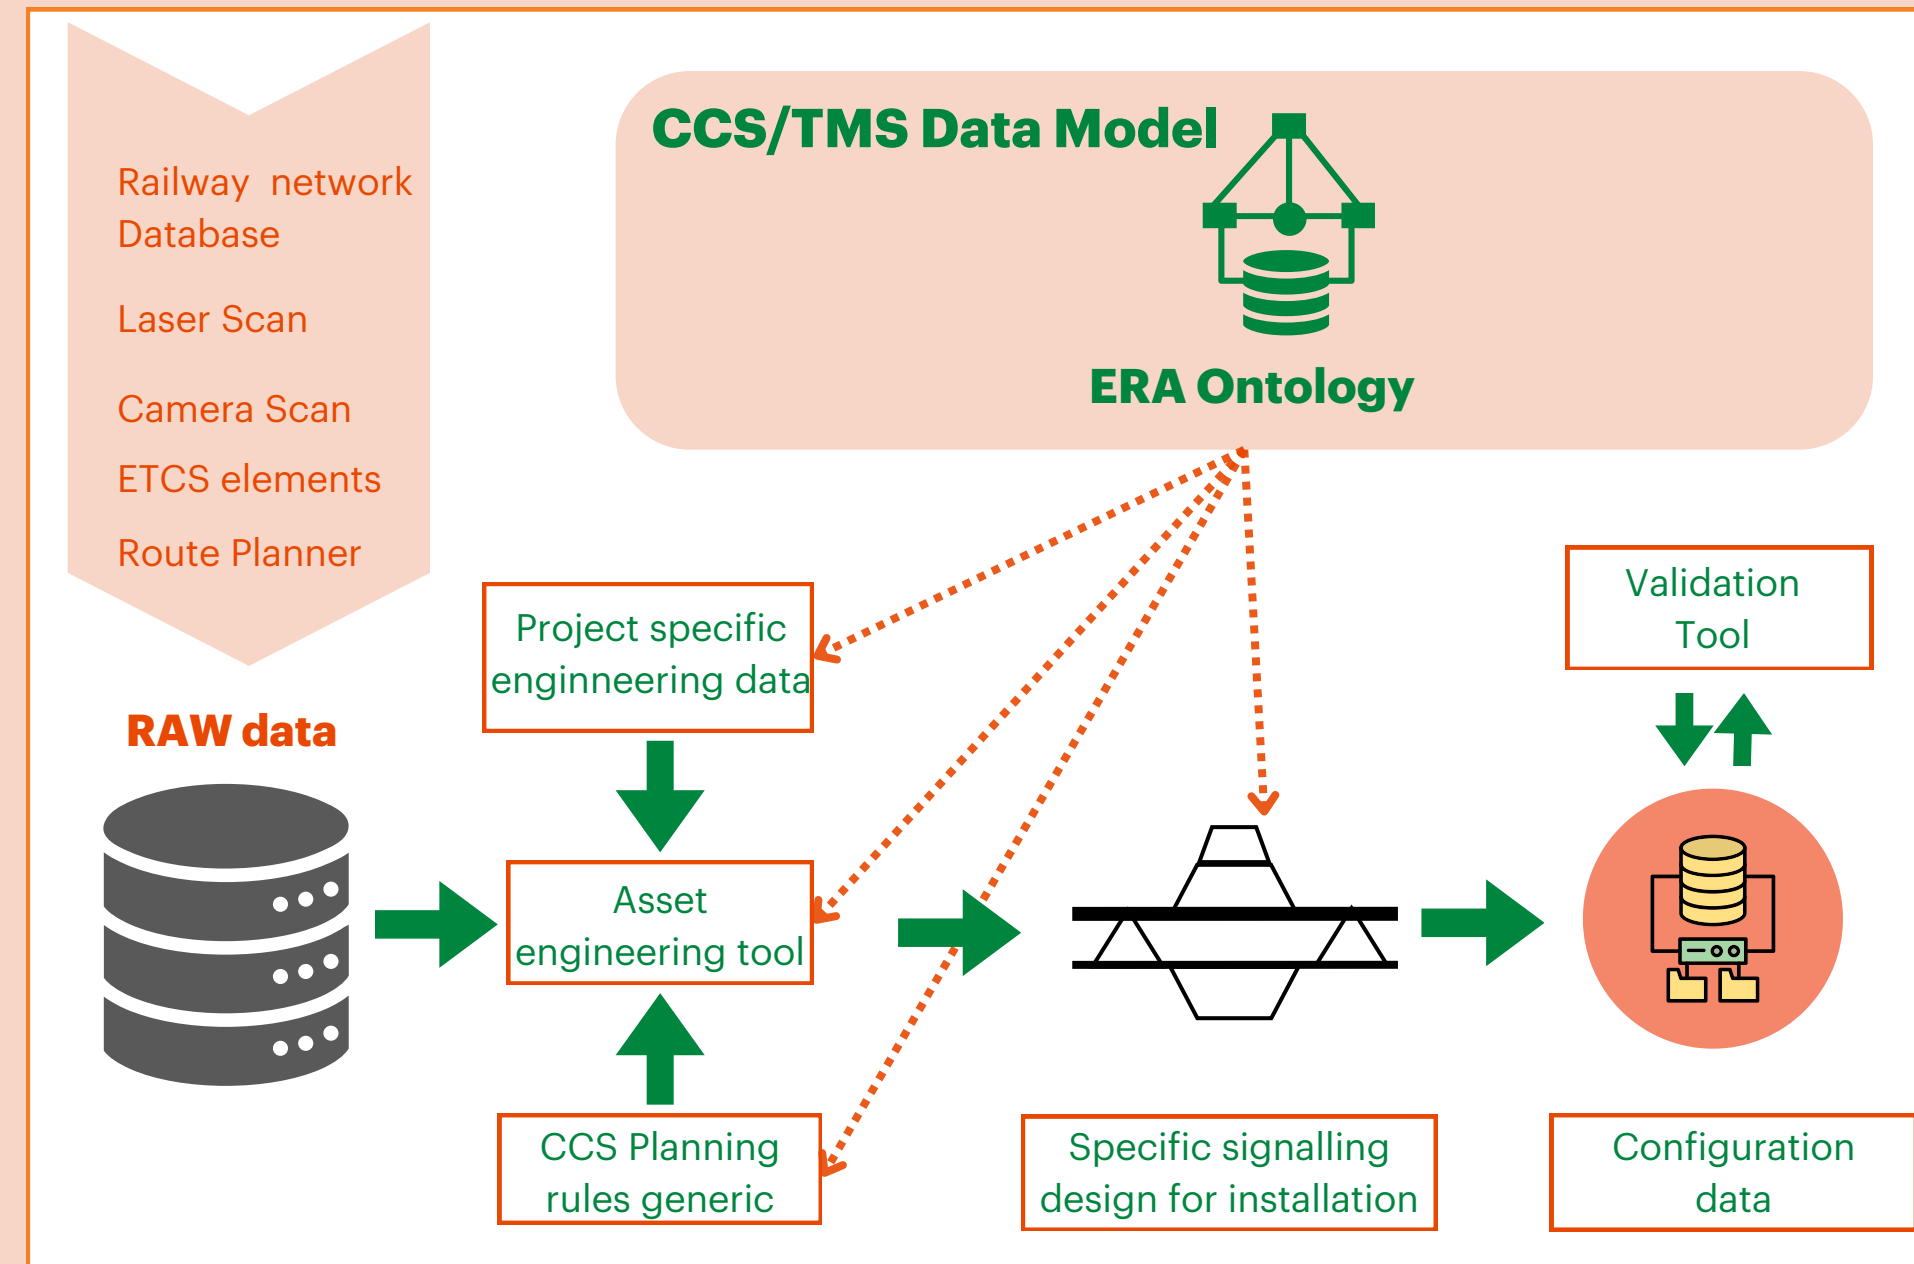 Railway network
Database
Laser Scan
Camera Scan
ETCS elements
Route Planner
RAW data
CCS/TMS Data Model
ERA Ontology
Project specific
enginneering data
Asset
engineering tool
CCS Planning
rules generic
Specific signalling
design for installation
Validation
Tool
Configuration
data